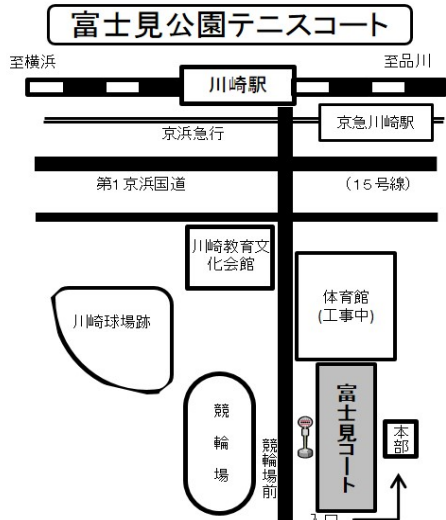 富士見公園テニスコート
至横浜
至品川
川崎駅
京浜急行
京急川崎駅
第1京浜国道
(15号線)
川崎教育文
化会館
体育館
(工事中)
川崎球場跡
競輪場
競輪場前
富士見コート
本部
入口